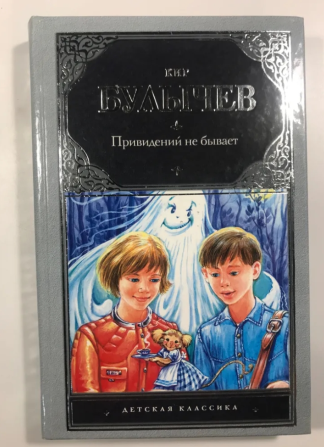 КИР
БУЛЫЧЕВ
Привидений не бывает
ДЕТСКАЯ КЛАССИКА